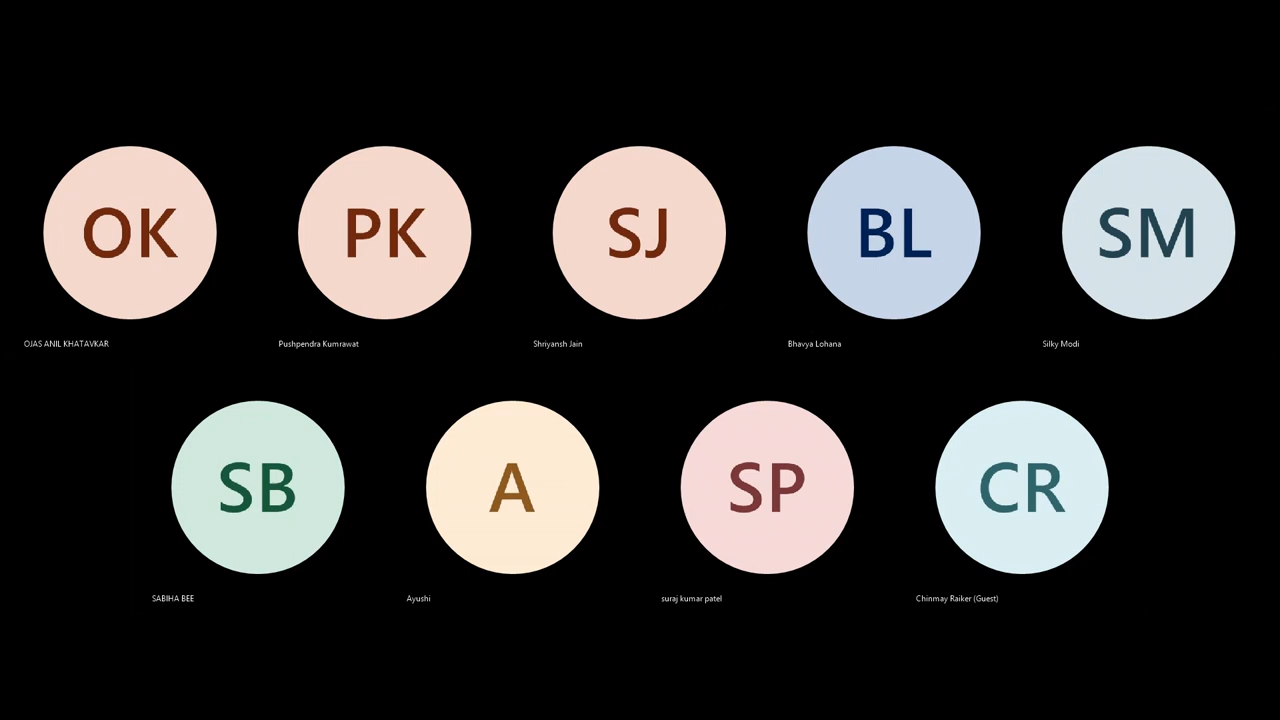 OK
PK
SJ
BL
SM
OJAS ANIL KHATAVKAR
Pushpendra Kumrawat
Shriyansh Jain
Bhavya Lohana
Silky Modi
SB
A
SP
CR
SABIHA BEE
Ayushi
suraj kumar patel
Chinmay Raiker (Guest)